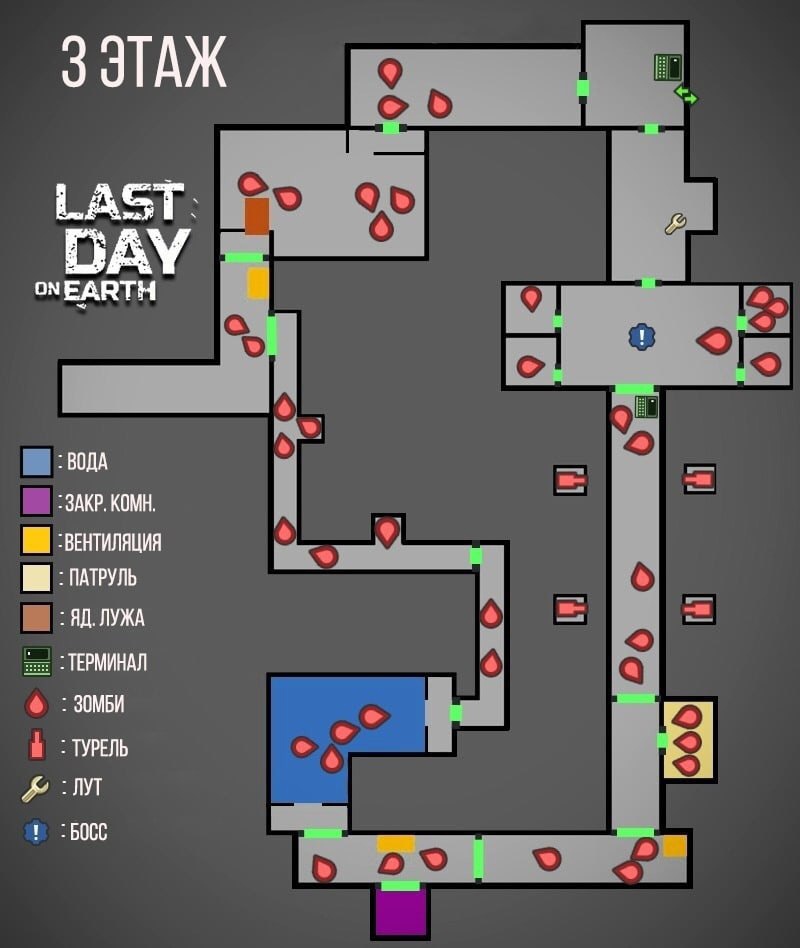 3 ЭТАЖ
LAST
DAY
ON EARTH
: ВОДА
: ЗАКР. КОМН.
: ВЕНТИЛЯЦИЯ
: ПАТРУЛЬ
: ЯД. ЛУЖА
: ТЕРМИНАЛ
: ЗОМБИ
: ТУРЕЛЬ
: ЛУТ
: БОСС